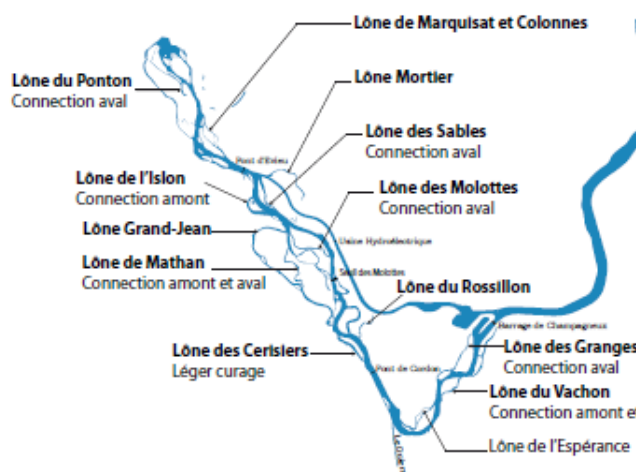 Lône de Marquisat et Colonnes
Lône du Ponton
Connection aval
Lône Mortier
Lône des Sables
Connection aval
Pont d'Evieu
Lône de l'Islon
Connection amont
Lône des Molottes
Connection aval
Lône Grand-Jean
Usine Hydroélectrique
Lône de Mathan
Connection amont et aval
Seuil des Molottes
Lône du Rossillon
Barrage de Champagneux
Lône des Cerisiers
Léger curage
Lône des Granges
Connection aval
Pont de Cordon
Lône du Vachon
Connection amont et
Lône de l'Espérance